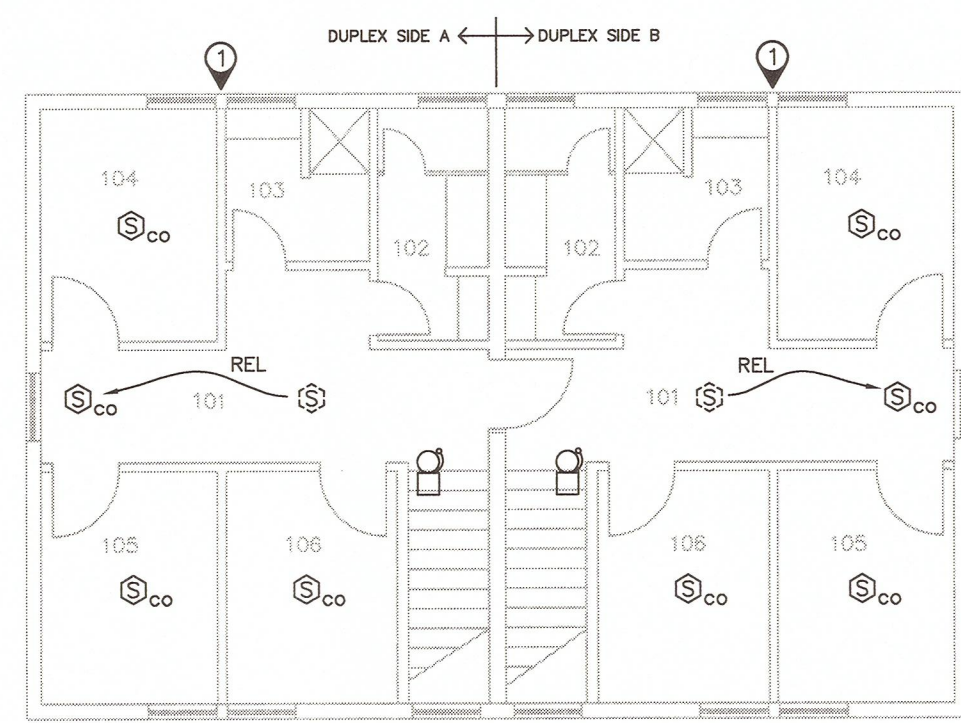 DUPLEX SIDE A DUPLEX SIDE B
1 1
104 103 102 102 103 104
S CO S CO
REL REL
S CO 101 S 101 S S CO
105 106 106 105
S CO S CO S CO S CO